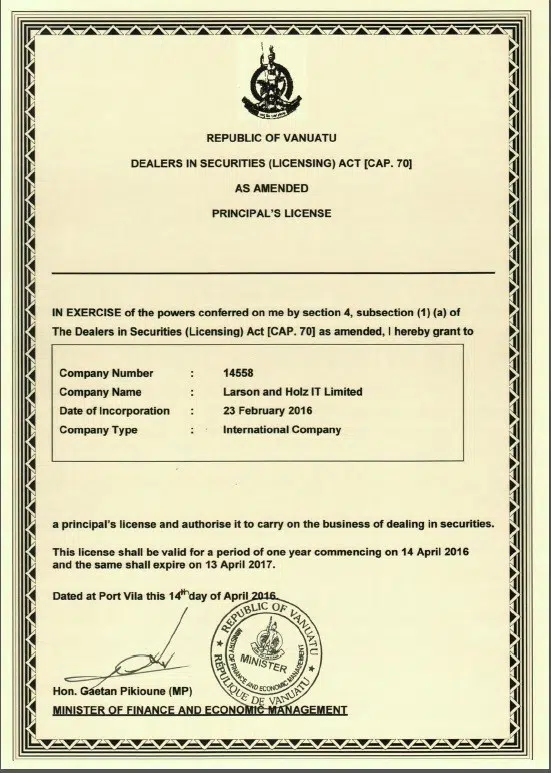 REPUBLIC OF VANUATU
DEALERS IN SECURITIES (LICENSING) ACT [CAP. 70]
AS AMENDED
PRINCIPAL'S LICENSE
IN EXERCISE of the powers conferred on me by section 4, subsection (1) (a) of
The Dealers in Securities (Licensing) Act [CAP. 70] as amended, I hereby grant to
Company Number : 14558
Company Name : Larson and Holz IT Limited
Date of Incorporation : 23 February 2016
Company Type : International Company
a principal's license and authorise it to carry on the business of dealing in securities.
This license shall be valid for a period of one year commencing on 14 April 2016
and the same shall expire on 13 April 2017.
Dated at Port Vila this 14th day of April 2016.
REPUBLIC OF VANUATU
MINISTRY OF FINANCE AND ECONOMIC MANAGEMENT
MINISTER
REPULIQUE DE VANUATU
Hon. Gaetan Pikioune (MP)
MINISTER OF FINANCE AND ECONOMIC MANAGEMENT